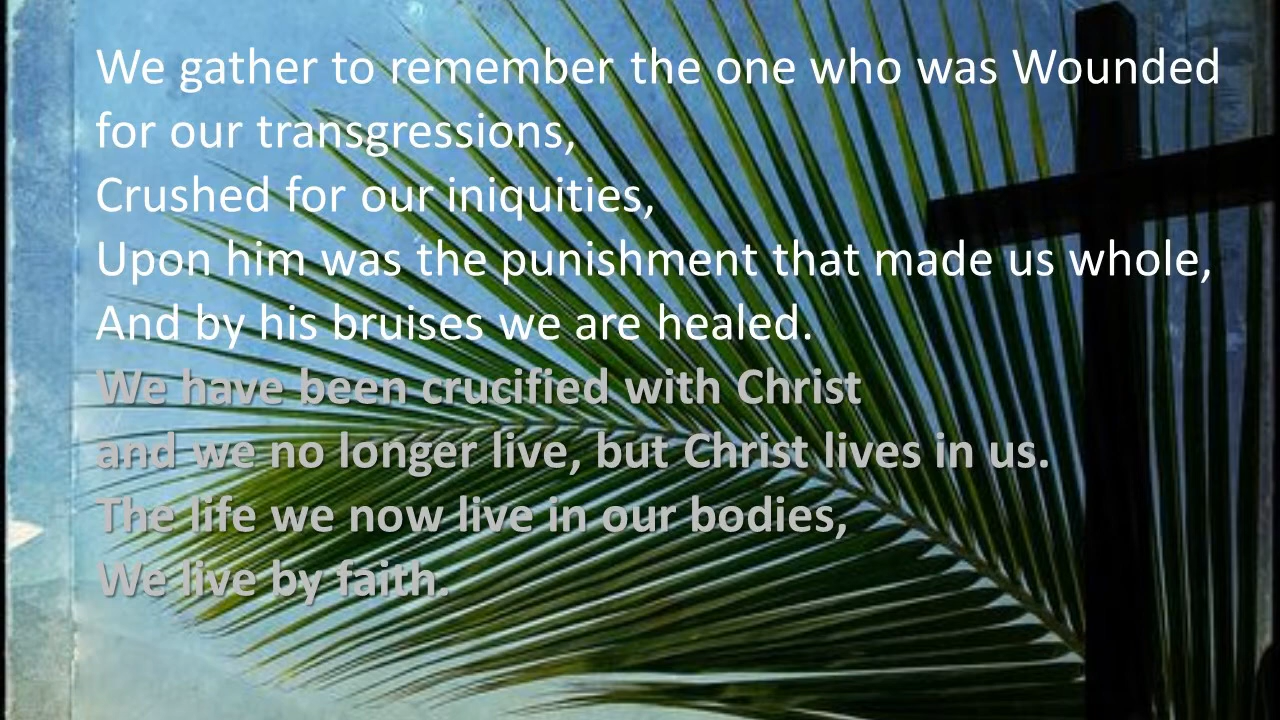 We gather to remember the one who was Wounded
for our transgressions,
Crushed for our iniquities,
Upon him was the punishment that made us whole,
And by his bruises we are healed.
We have been crucified with Christ
and we no longer live, but Christ lives in us.
The life we now live in our bodies,
We live by faith.